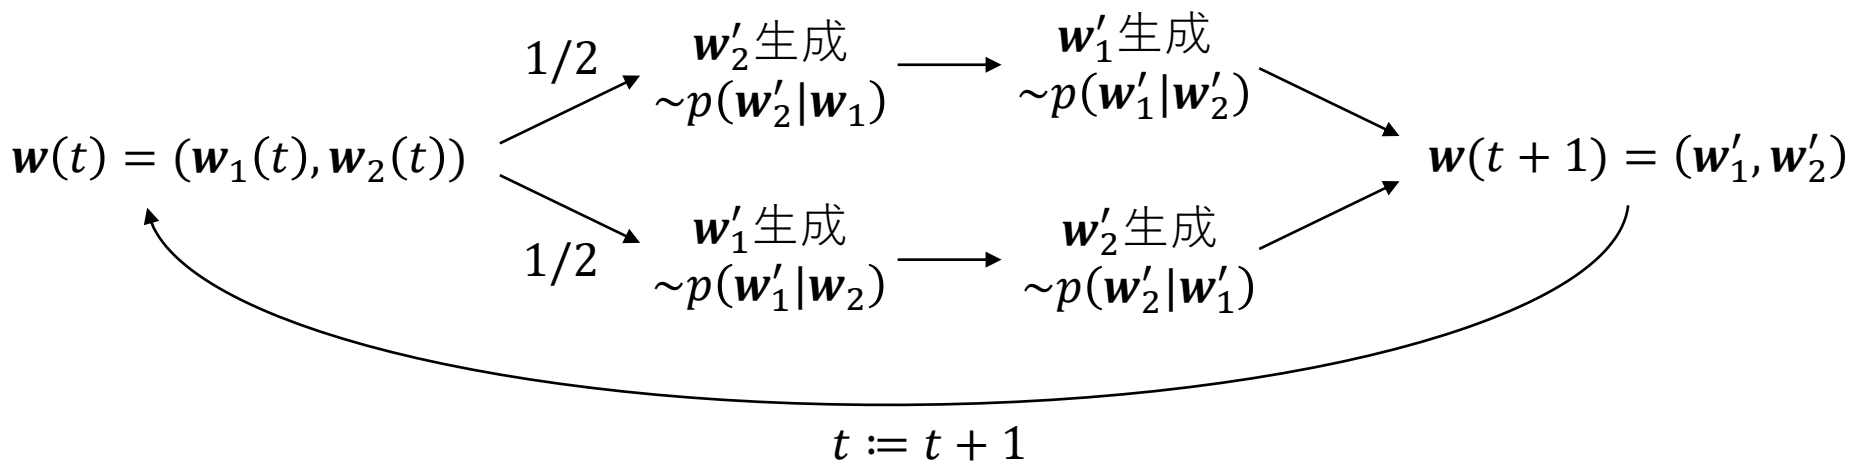 1/2
𝒘′₂生成
~p(𝒘′₂|𝒘₁)
𝒘′₁生成
~p(𝒘′₁|𝒘′₂)
𝒘(t) = (𝒘₁(t), 𝒘₂(t))
𝒘(t + 1) = (𝒘′₁, 𝒘′₂)
1/2
𝒘′₁生成
~p(𝒘′₁|𝒘₂)
𝒘′₂生成
~p(𝒘′₂|𝒘′₁)
t ≔ t + 1